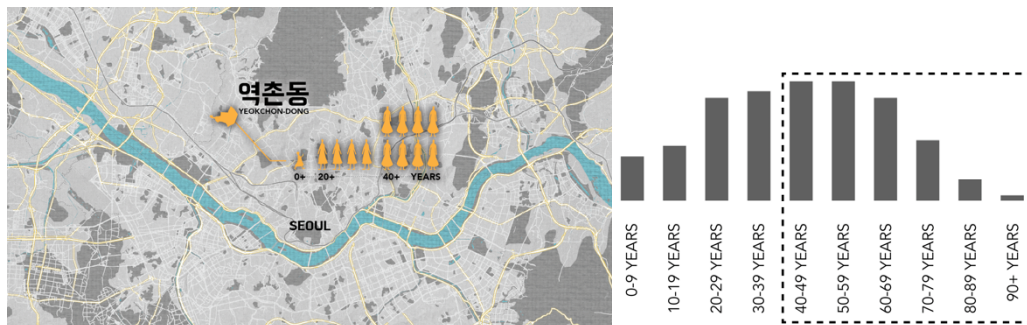 역촌동
YEOKCHON-DONG
0+ 20+ 40+ YEARS
SEOUL
0-9 YEARS
10-19 YEARS
20-29 YEARS
30-39 YEARS
40-49 YEARS
50-59 YEARS
60-69 YEARS
70-79 YEARS
80-89 YEARS
90+ YEARS